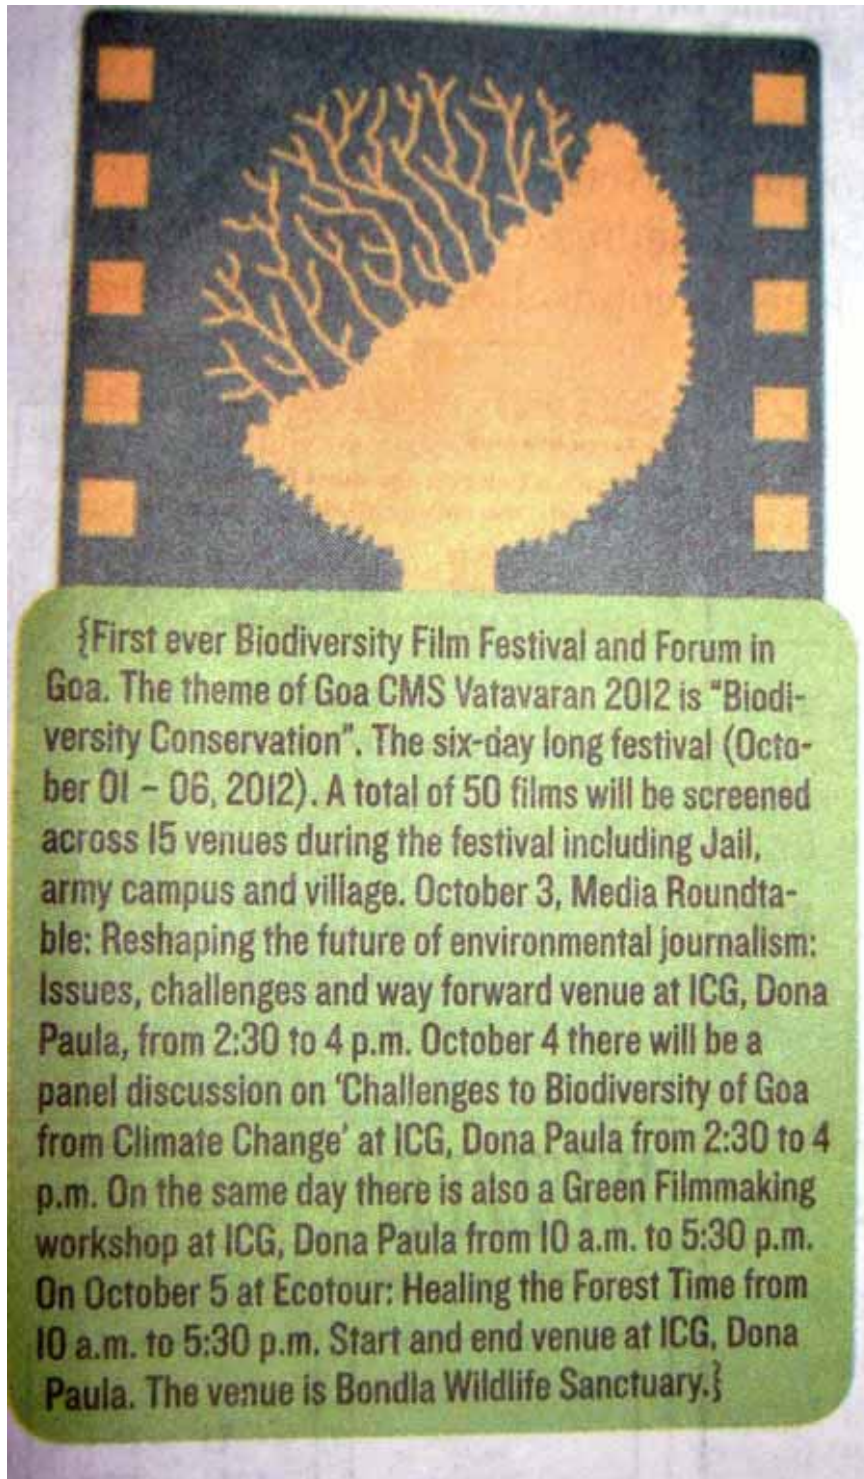 {First ever Biodiversity Film Festival and Forum in
Goa. The theme of Goa CMS Vatavaran 2012 is "Biodi-
versity Conservation". The six-day long festival (Octo-
ber 01 – 06, 2012). A total of 50 films will be screened
across 15 venues during the festival including Jail,
army campus and village. October 3, Media Roundta-
ble: Reshaping the future of environmental journalism:
Issues, challenges and way forward venue at ICG, Dona
Paula, from 2:30 to 4 p.m. October 4 there will be a
panel discussion on 'Challenges to Biodiversity of Goa
from Climate Change' at ICG, Dona Paula from 2:30 to 4
p.m. On the same day there is also a Green Filmmaking
workshop at ICG, Dona Paula from 10 a.m. to 5:30 p.m.
On October 5 at Ecotour: Healing the Forest Time from
10 a.m. to 5:30 p.m. Start and end venue at ICG, Dona
Paula. The venue is Bondla Wildlife Sanctuary.}